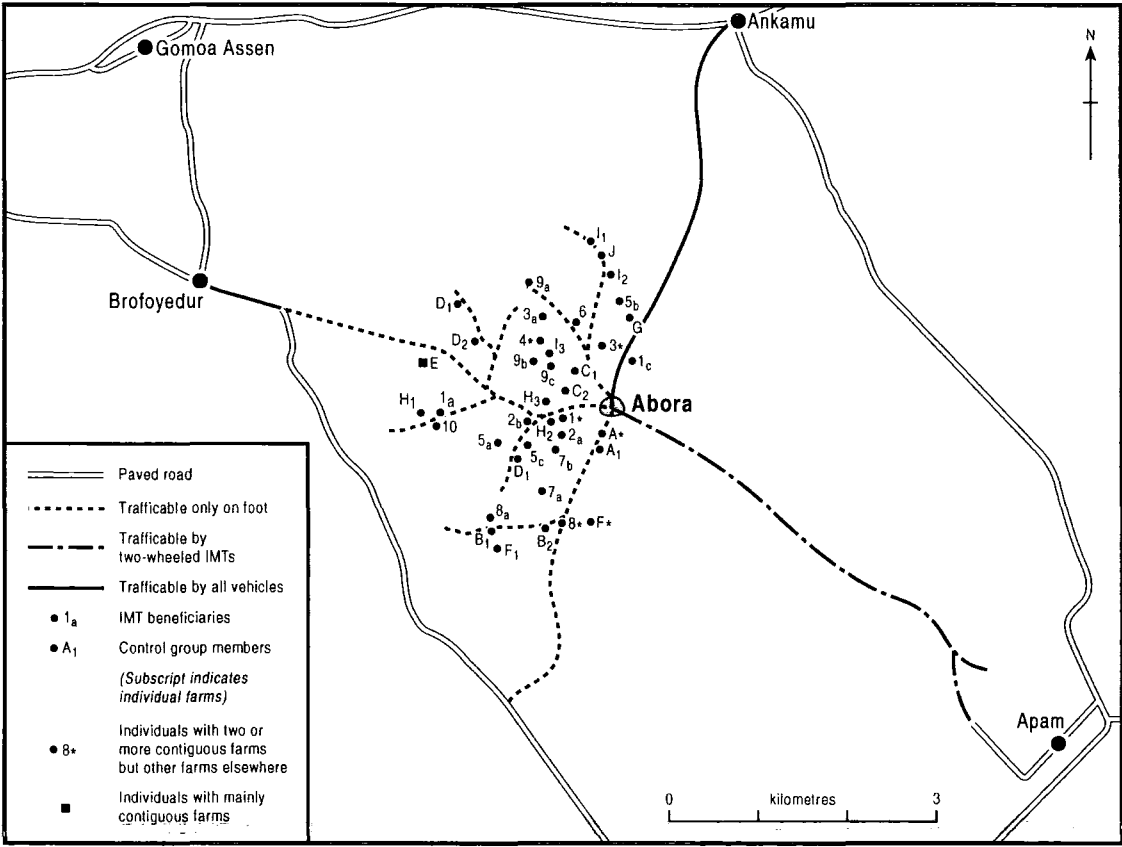 Ankamu
Gomoa Assen
N
Brofoyedur
I1
J
I2
9a
D1
5b
3a
6
G
D2
4*
I3
3*
E
9b
9c
C1
1c
C2
H3
Abora
H1
1a
10
2b
H2
1*
2a
A*
A1
5a
5c
7b
D1
7a
8a
B1
B2
8*
F*
F1
Apam
0 kilometres 3
Paved road
Trafficable only on foot
Trafficable by
two-wheeled IMTs
Trafficable by all vehicles
1a IMT beneficiaries
A1 Control group members
(Subscript indicates
individual farms)
Individuals with two or
8* more contiguous farms
but other farms elsewhere
Individuals with mainly
contiguous farms